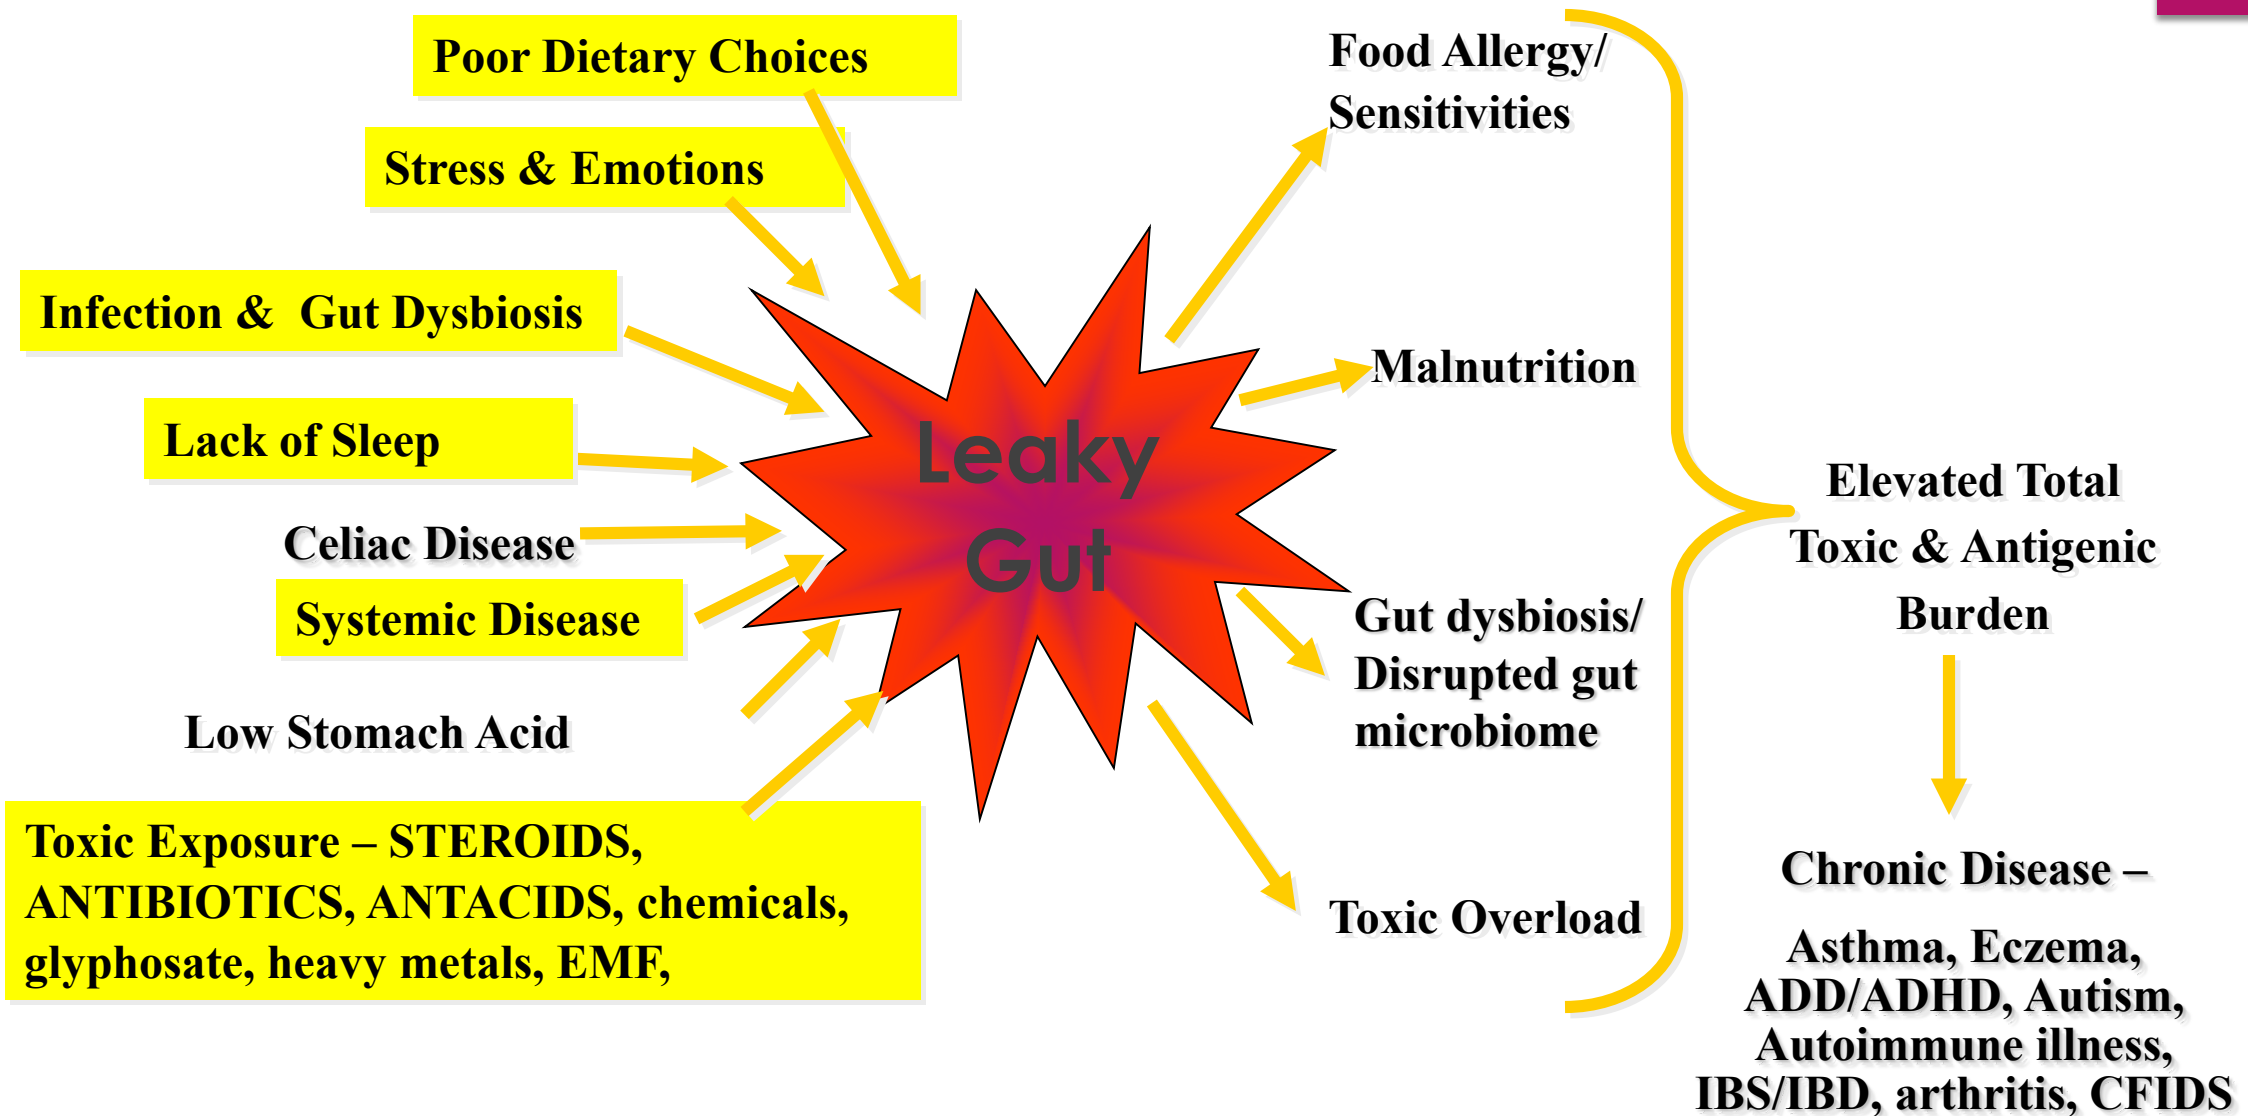 Poor Dietary Choices
Stress & Emotions
Infection & Gut Dysbiosis
Lack of Sleep
Celiac Disease
Systemic Disease
Low Stomach Acid
Toxic Exposure – STEROIDS,
ANTIBIOTICS, ANTACIDS, chemicals,
glyphosate, heavy metals, EMF,
Leaky
Gut
Food Allergy/
Sensitivities
Malnutrition
Gut dysbiosis/
Disrupted gut
microbiome
Toxic Overload
Elevated Total
Toxic & Antigenic
Burden
Chronic Disease –
Asthma, Eczema,
ADD/ADHD, Autism,
Autoimmune illness,
IBS/IBD, arthritis, CFIDS